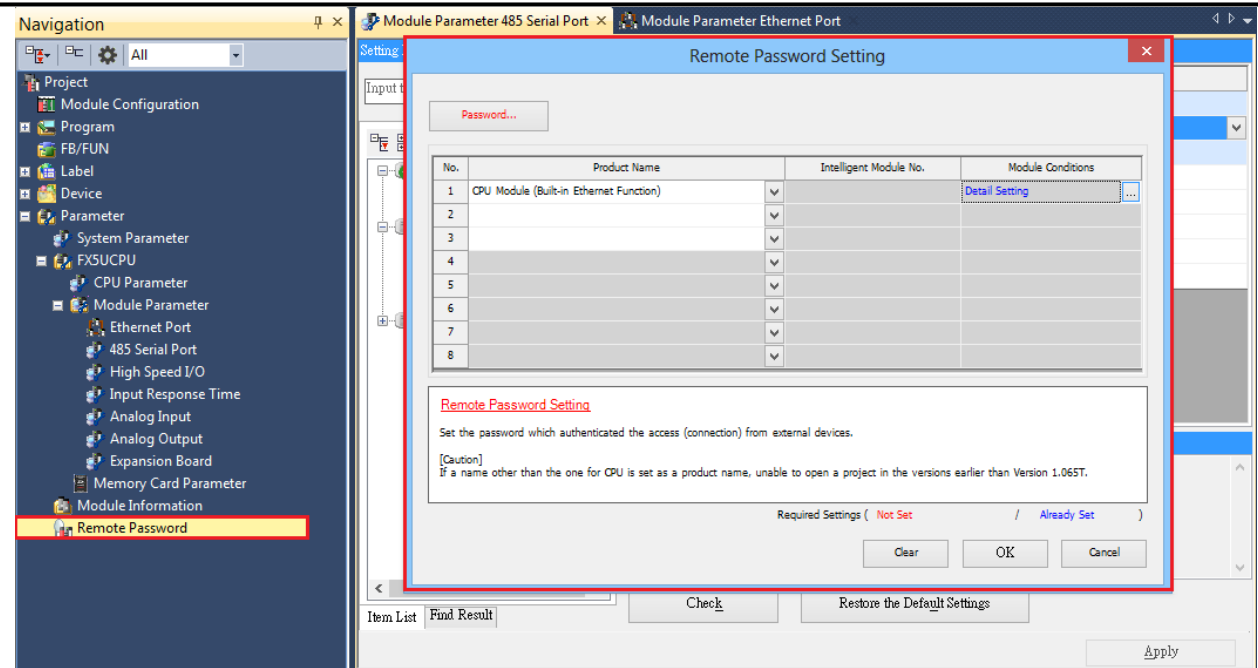 Navigation
All
Project
Module Configuration
Program
FB/FUN
Label
Device
Parameter
System Parameter
FX5UCPU
CPU Parameter
Module Parameter
Ethernet Port
485 Serial Port
High Speed I/O
Input Response Time
Analog Input
Analog Output
Expansion Board
Memory Card Parameter
Module Information
Remote Password
Module Parameter 485 Serial Port
Module Parameter Ethernet Port
Setting
Input t
Remote Password Setting
Password...
No. Product Name Intelligent Module No. Module Conditions
1 CPU Module (Built-in Ethernet Function) Detail Setting ...
2
3
4
5
6
7
8
Remote Password Setting
Set the password which authenticated the access (connection) from external devices.
[Caution]
If a name other than the one for CPU is set as a product name, unable to open a project in the versions earlier than Version 1.065T.
Required Settings ( Not Set / Already Set )
Clear OK Cancel
Item List Find Result
Check Restore the Default Settings
Apply